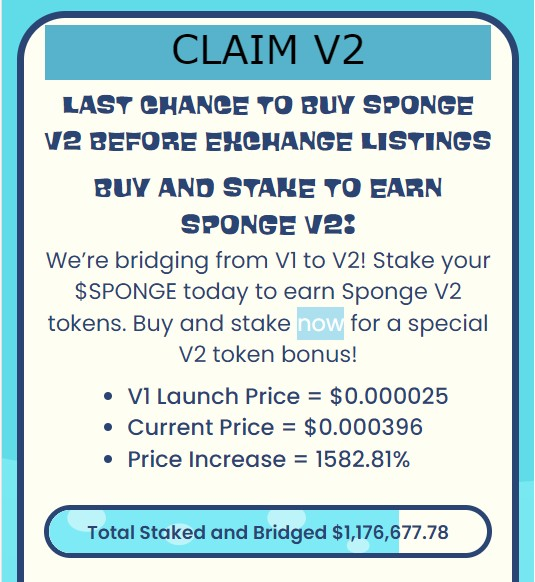 CLAIM V2
LAST CHANCE TO BUY SPONGE
V2 BEFORE EXCHANGE LISTINGS
BUY AND STAKE TO EARN
SPONGE V2!
We’re bridging from V1 to V2! Stake your
$SPONGE today to earn Sponge V2
tokens. Buy and stake now for a special
V2 token bonus!
• V1 Launch Price = $0.000025
• Current Price = $0.000396
• Price Increase = 1582.81%
Total Staked and Bridged $1,176,677.78